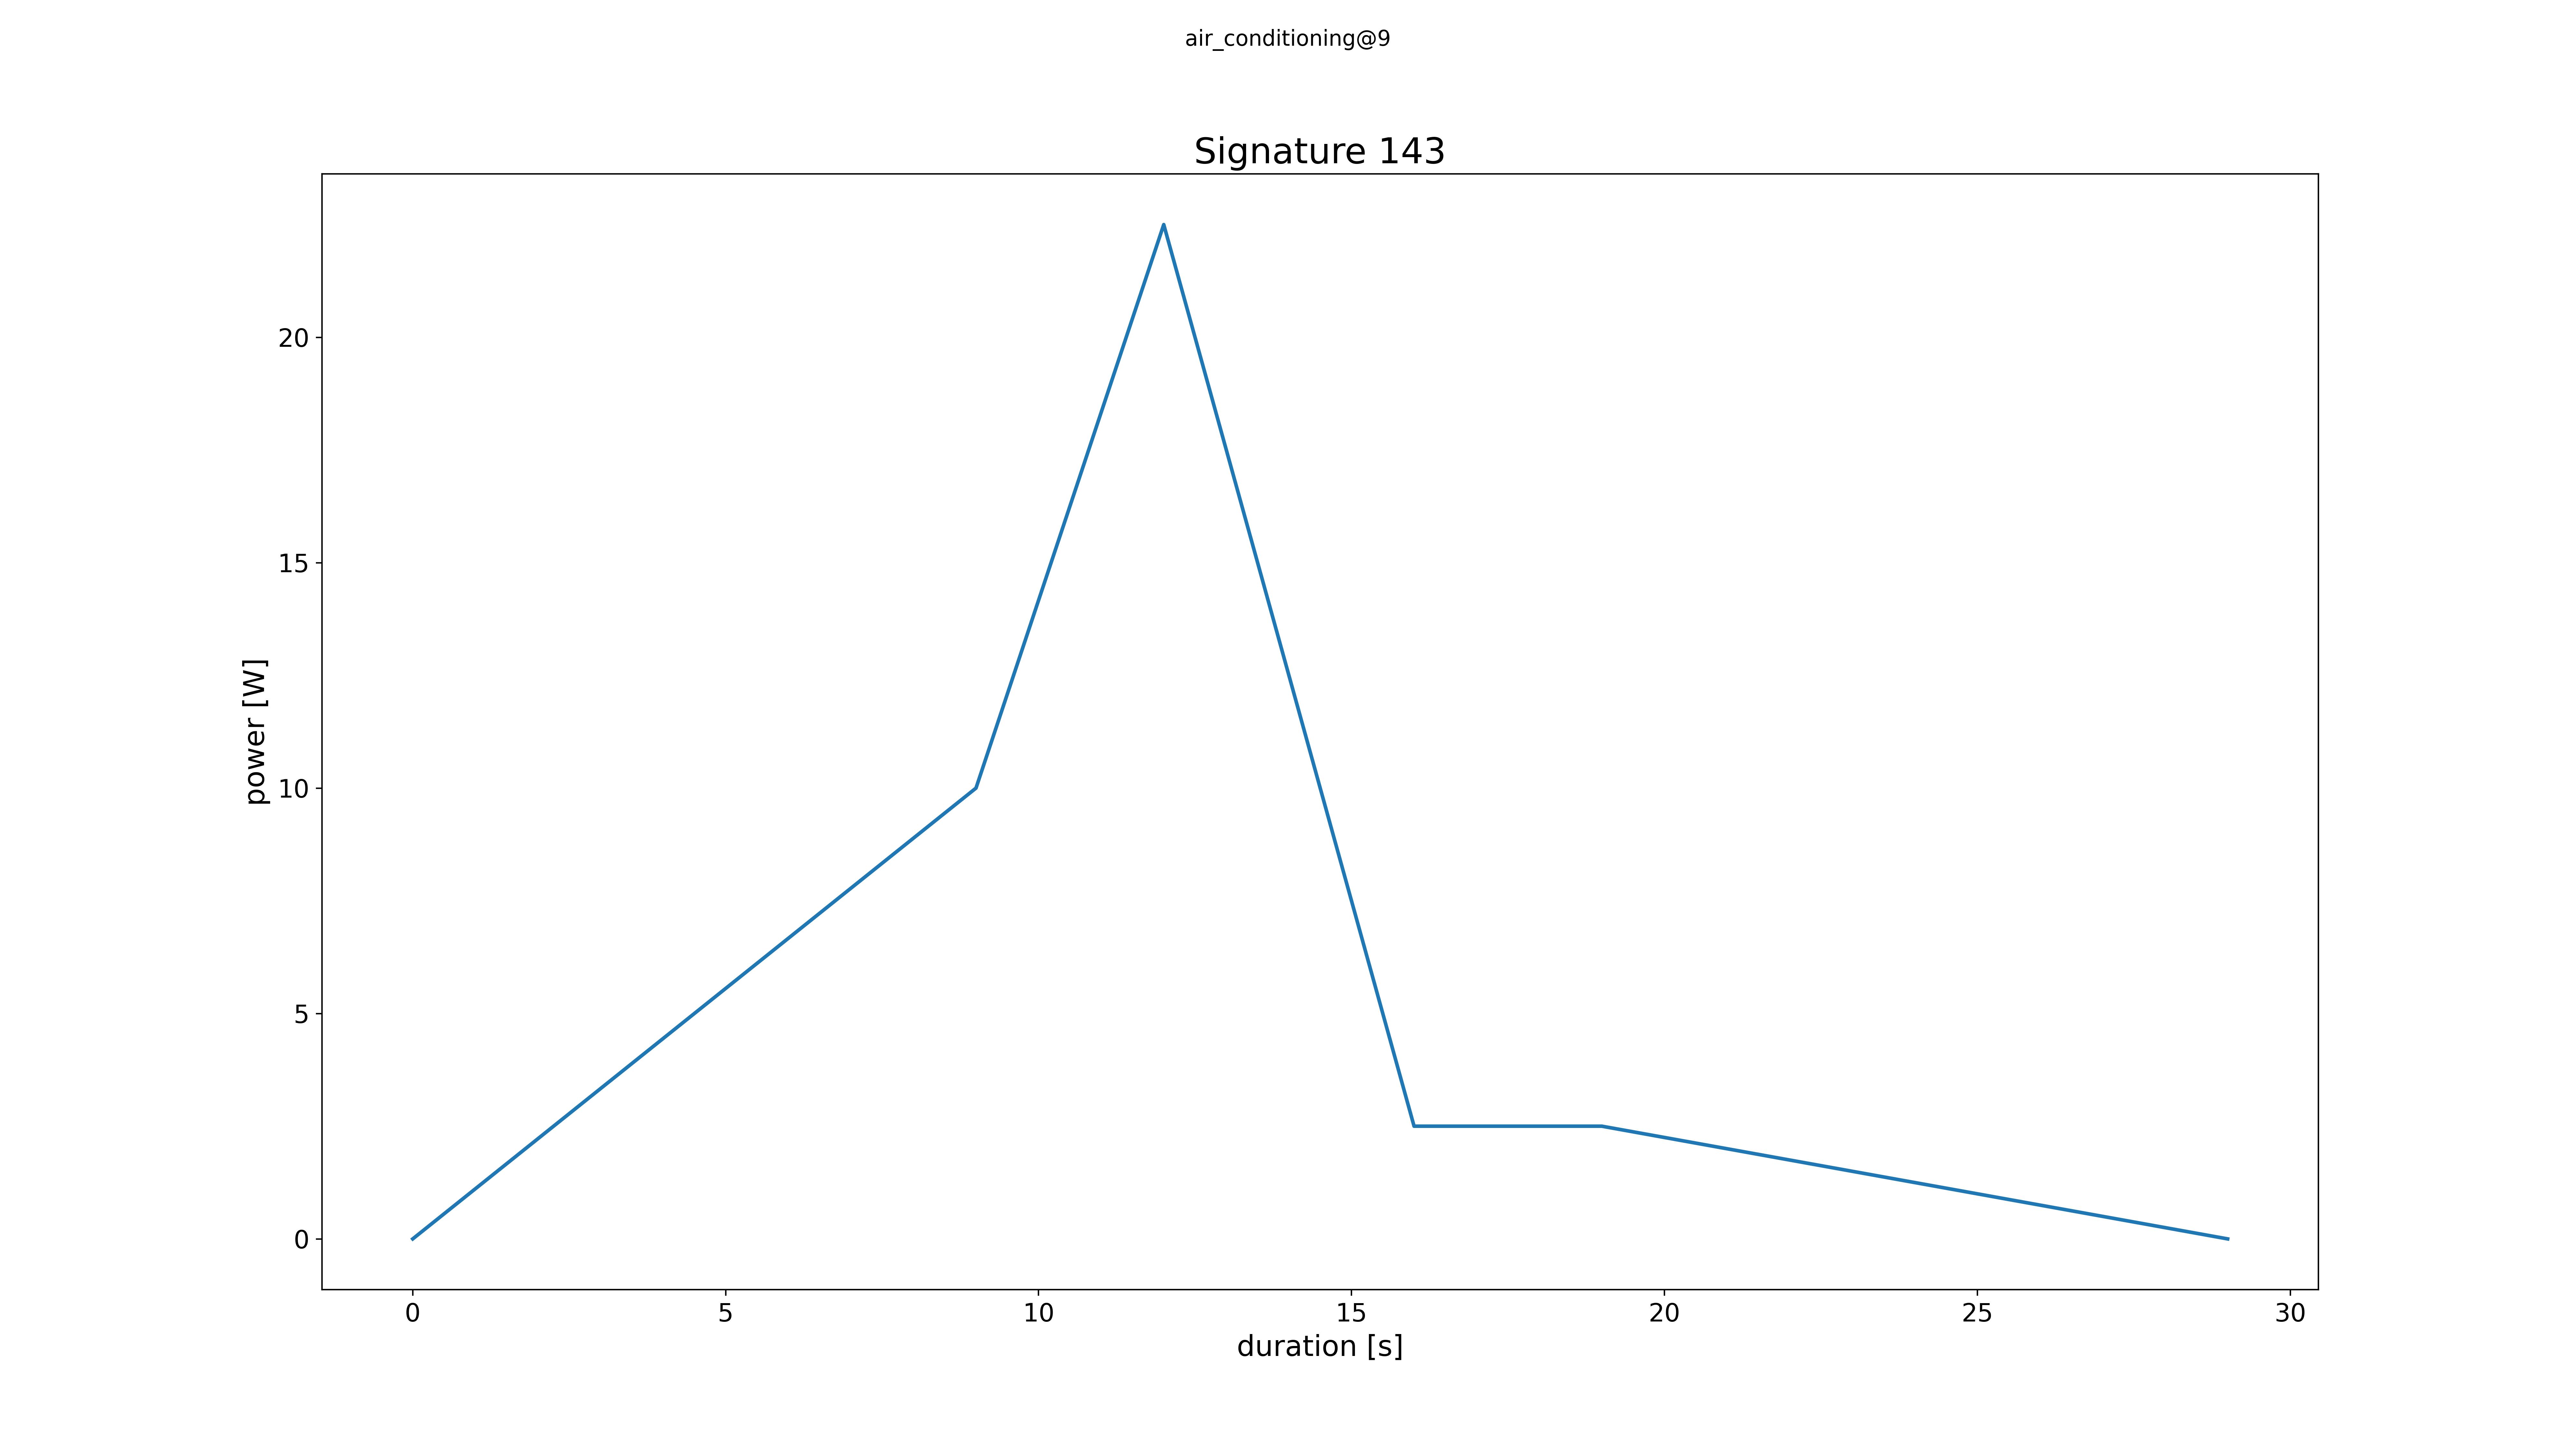 air_conditioning@9
Signature 143
power [W]
20
15
10
5
0
0 5 10 15 20 25 30
duration [s]